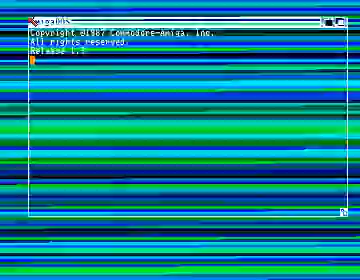 AmigaDOS
Copyright ©1987 Commodore-Amiga, Inc.
All rights reserved.
Release 1.3